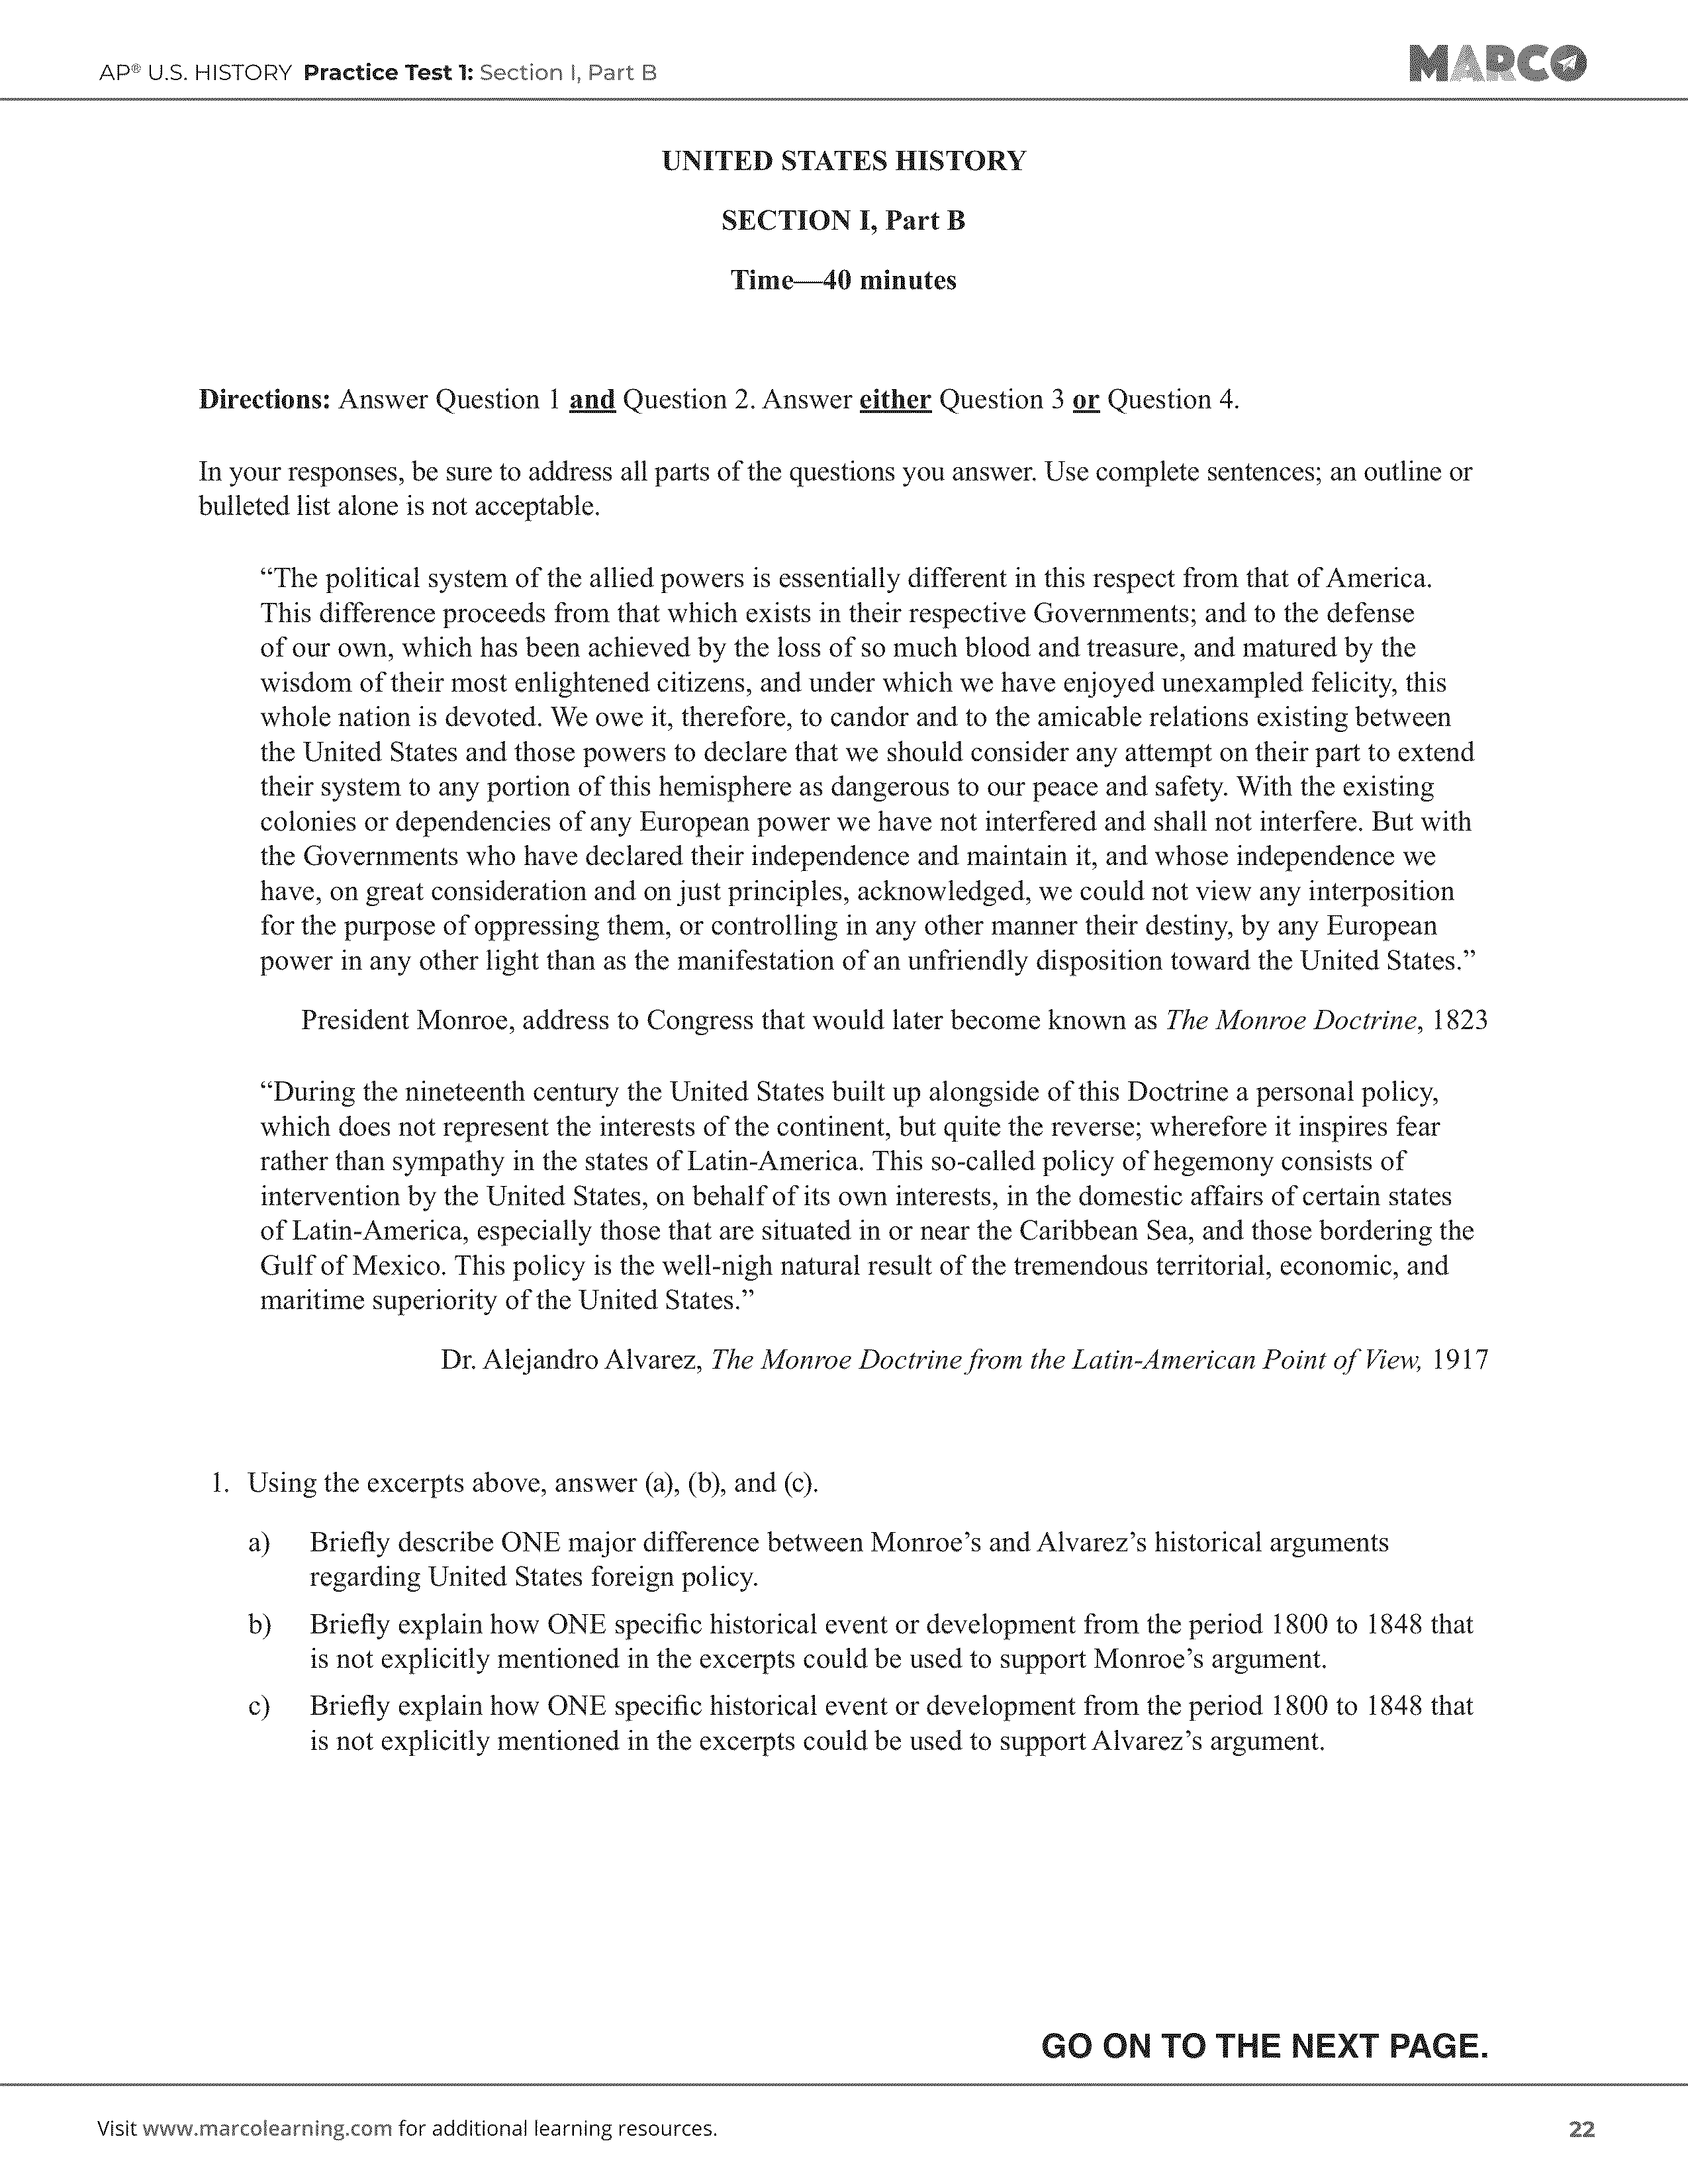 AP® U.S. HISTORY Practice Test 1: Section I, Part B
MARCO
UNITED STATES HISTORY
SECTION I, Part B
Time—40 minutes
Directions: Answer Question 1 and Question 2. Answer either Question 3 or Question 4.
In your responses, be sure to address all parts of the questions you answer. Use complete sentences; an outline or
bulleted list alone is not acceptable.
“The political system of the allied powers is essentially different in this respect from that of America.
This difference proceeds from that which exists in their respective Governments; and to the defense
of our own, which has been achieved by the loss of so much blood and treasure, and matured by the
wisdom of their most enlightened citizens, and under which we have enjoyed unexampled felicity, this
whole nation is devoted. We owe it, therefore, to candor and to the amicable relations existing between
the United States and those powers to declare that we should consider any attempt on their part to extend
their system to any portion of this hemisphere as dangerous to our peace and safety. With the existing
colonies or dependencies of any European power we have not interfered and shall not interfere. But with
the Governments who have declared their independence and maintain it, and whose independence we
have, on great consideration and on just principles, acknowledged, we could not view any interposition
for the purpose of oppressing them, or controlling in any other manner their destiny, by any European
power in any other light than as the manifestation of an unfriendly disposition toward the United States.”
President Monroe, address to Congress that would later become known as The Monroe Doctrine, 1823
“During the nineteenth century the United States built up alongside of this Doctrine a personal policy,
which does not represent the interests of the continent, but quite the reverse; wherefore it inspires fear
rather than sympathy in the states of Latin-America. This so-called policy of hegemony consists of
intervention by the United States, on behalf of its own interests, in the domestic affairs of certain states
of Latin-America, especially those that are situated in or near the Caribbean Sea, and those bordering the
Gulf of Mexico. This policy is the well-nigh natural result of the tremendous territorial, economic, and
maritime superiority of the United States.”
Dr. Alejandro Alvarez, The Monroe Doctrine from the Latin-American Point of View, 1917
1. Using the excerpts above, answer (a), (b), and (c).
a) Briefly describe ONE major difference between Monroe’s and Alvarez’s historical arguments
regarding United States foreign policy.
b) Briefly explain how ONE specific historical event or development from the period 1800 to 1848 that
is not explicitly mentioned in the excerpts could be used to support Monroe’s argument.
c) Briefly explain how ONE specific historical event or development from the period 1800 to 1848 that
is not explicitly mentioned in the excerpts could be used to support Alvarez’s argument.
GO ON TO THE NEXT PAGE.
Visit www.marcolearning.com for additional learning resources.
22